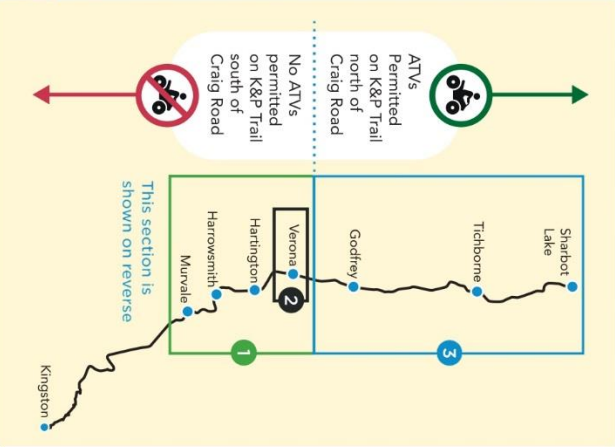 ATVs
Permitted
on K&P Trail
north of
Craig Road
No ATVs
permitted
on K&P Trail
south of
Craig Road
Sharbot
Lake
Tichborne
Godfrey
Verona
Hartington
Harrowsmith
Murvale
Kingston
3
2
1
This section is
shown on reverse